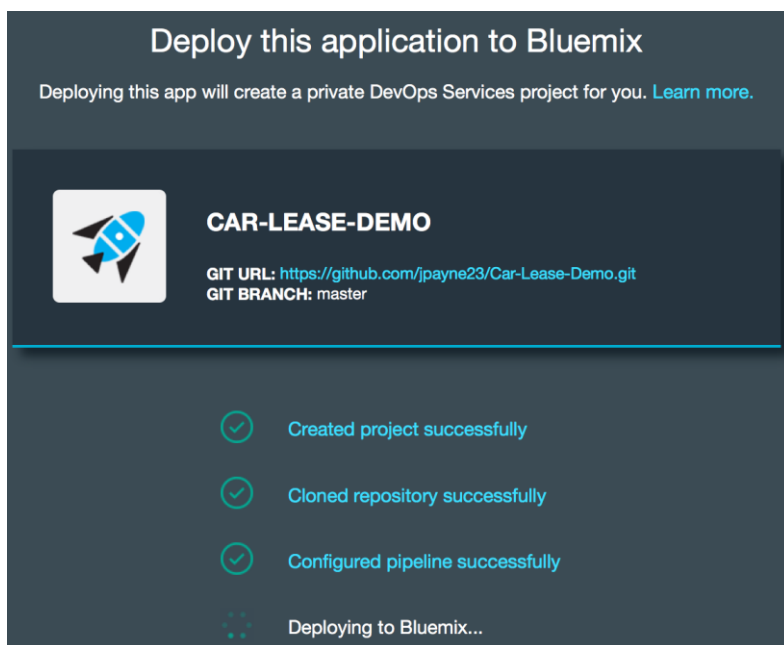 Deploy this application to Bluemix
Deploying this app will create a private DevOps Services project for you. Learn more.
CAR-LEASE-DEMO
GIT URL: https://github.com/jpayne23/Car-Lease-Demo.git
GIT BRANCH: master
Created project successfully
Cloned repository successfully
Configured pipeline successfully
Deploying to Bluemix...